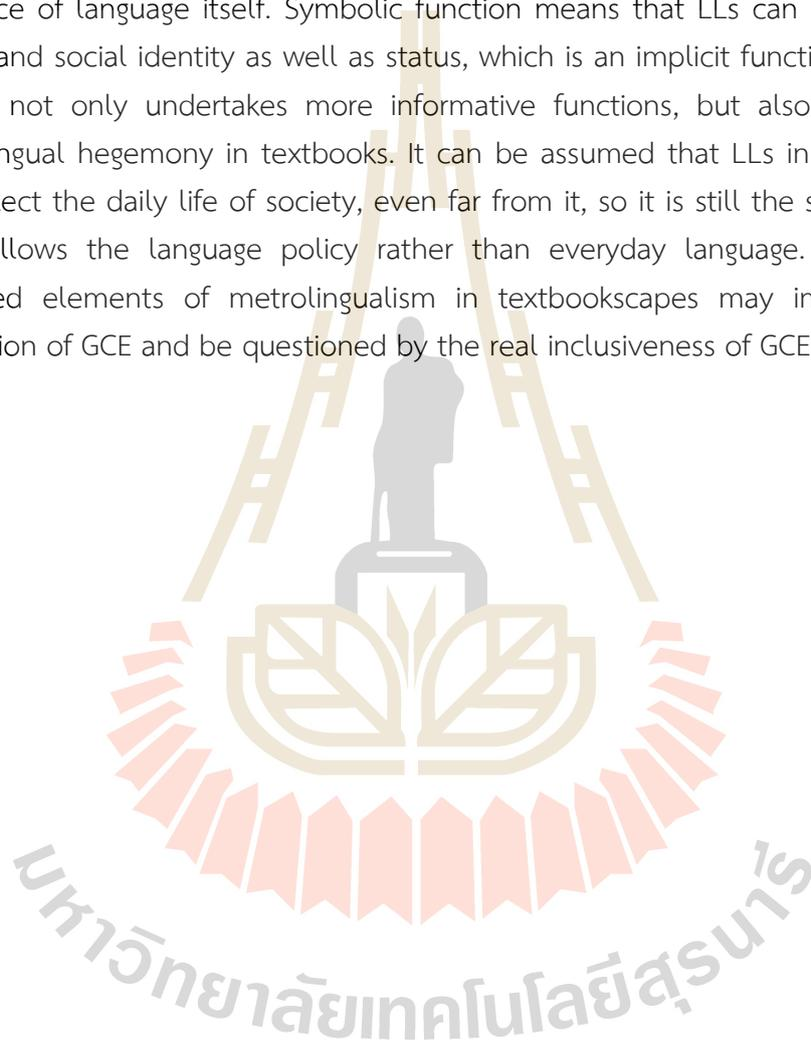 ce of language itself. Symbolic function means that LLs can
and social identity as well as status, which is an implicit functi
not only undertakes more informative functions, but also
ngual hegemony in textbooks. It can be assumed that LLs in
ect the daily life of society, even far from it, so it is still the s
llows the language policy rather than everyday language.
ed elements of metrolingualism in textbookscapes may in
ion of GCE and be questioned by the real inclusiveness of GCE
มหาวิทยาลัยเทคโนโลยีสุรนารี